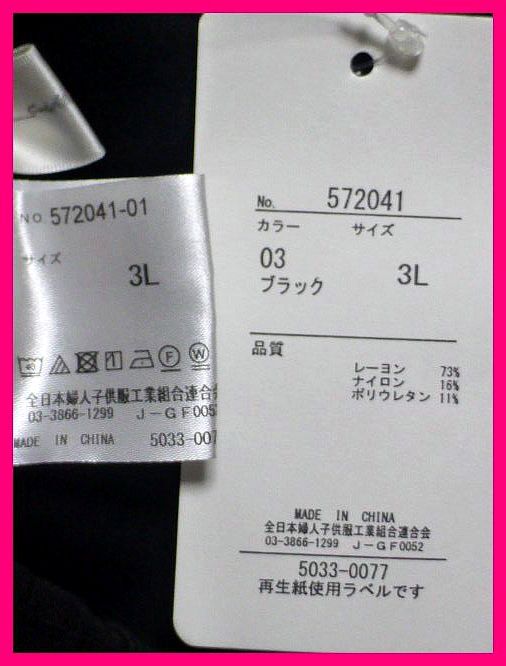 NO 572041-01
サイズ
3L
全日本婦人子供服工業組合連合会
03-3866-1299 J-GF005
MADE IN CHINA 5033-007
No. 572041
カラー サイズ
03 3L
ブラック
品質
レーヨン 73%
ナイロン 16%
ポリウレタン 11%
MADE IN CHINA
全日本婦人子供服工業組合連合会
03-3866-1299 J-GF0052
5033-0077
再生紙使用ラベルです